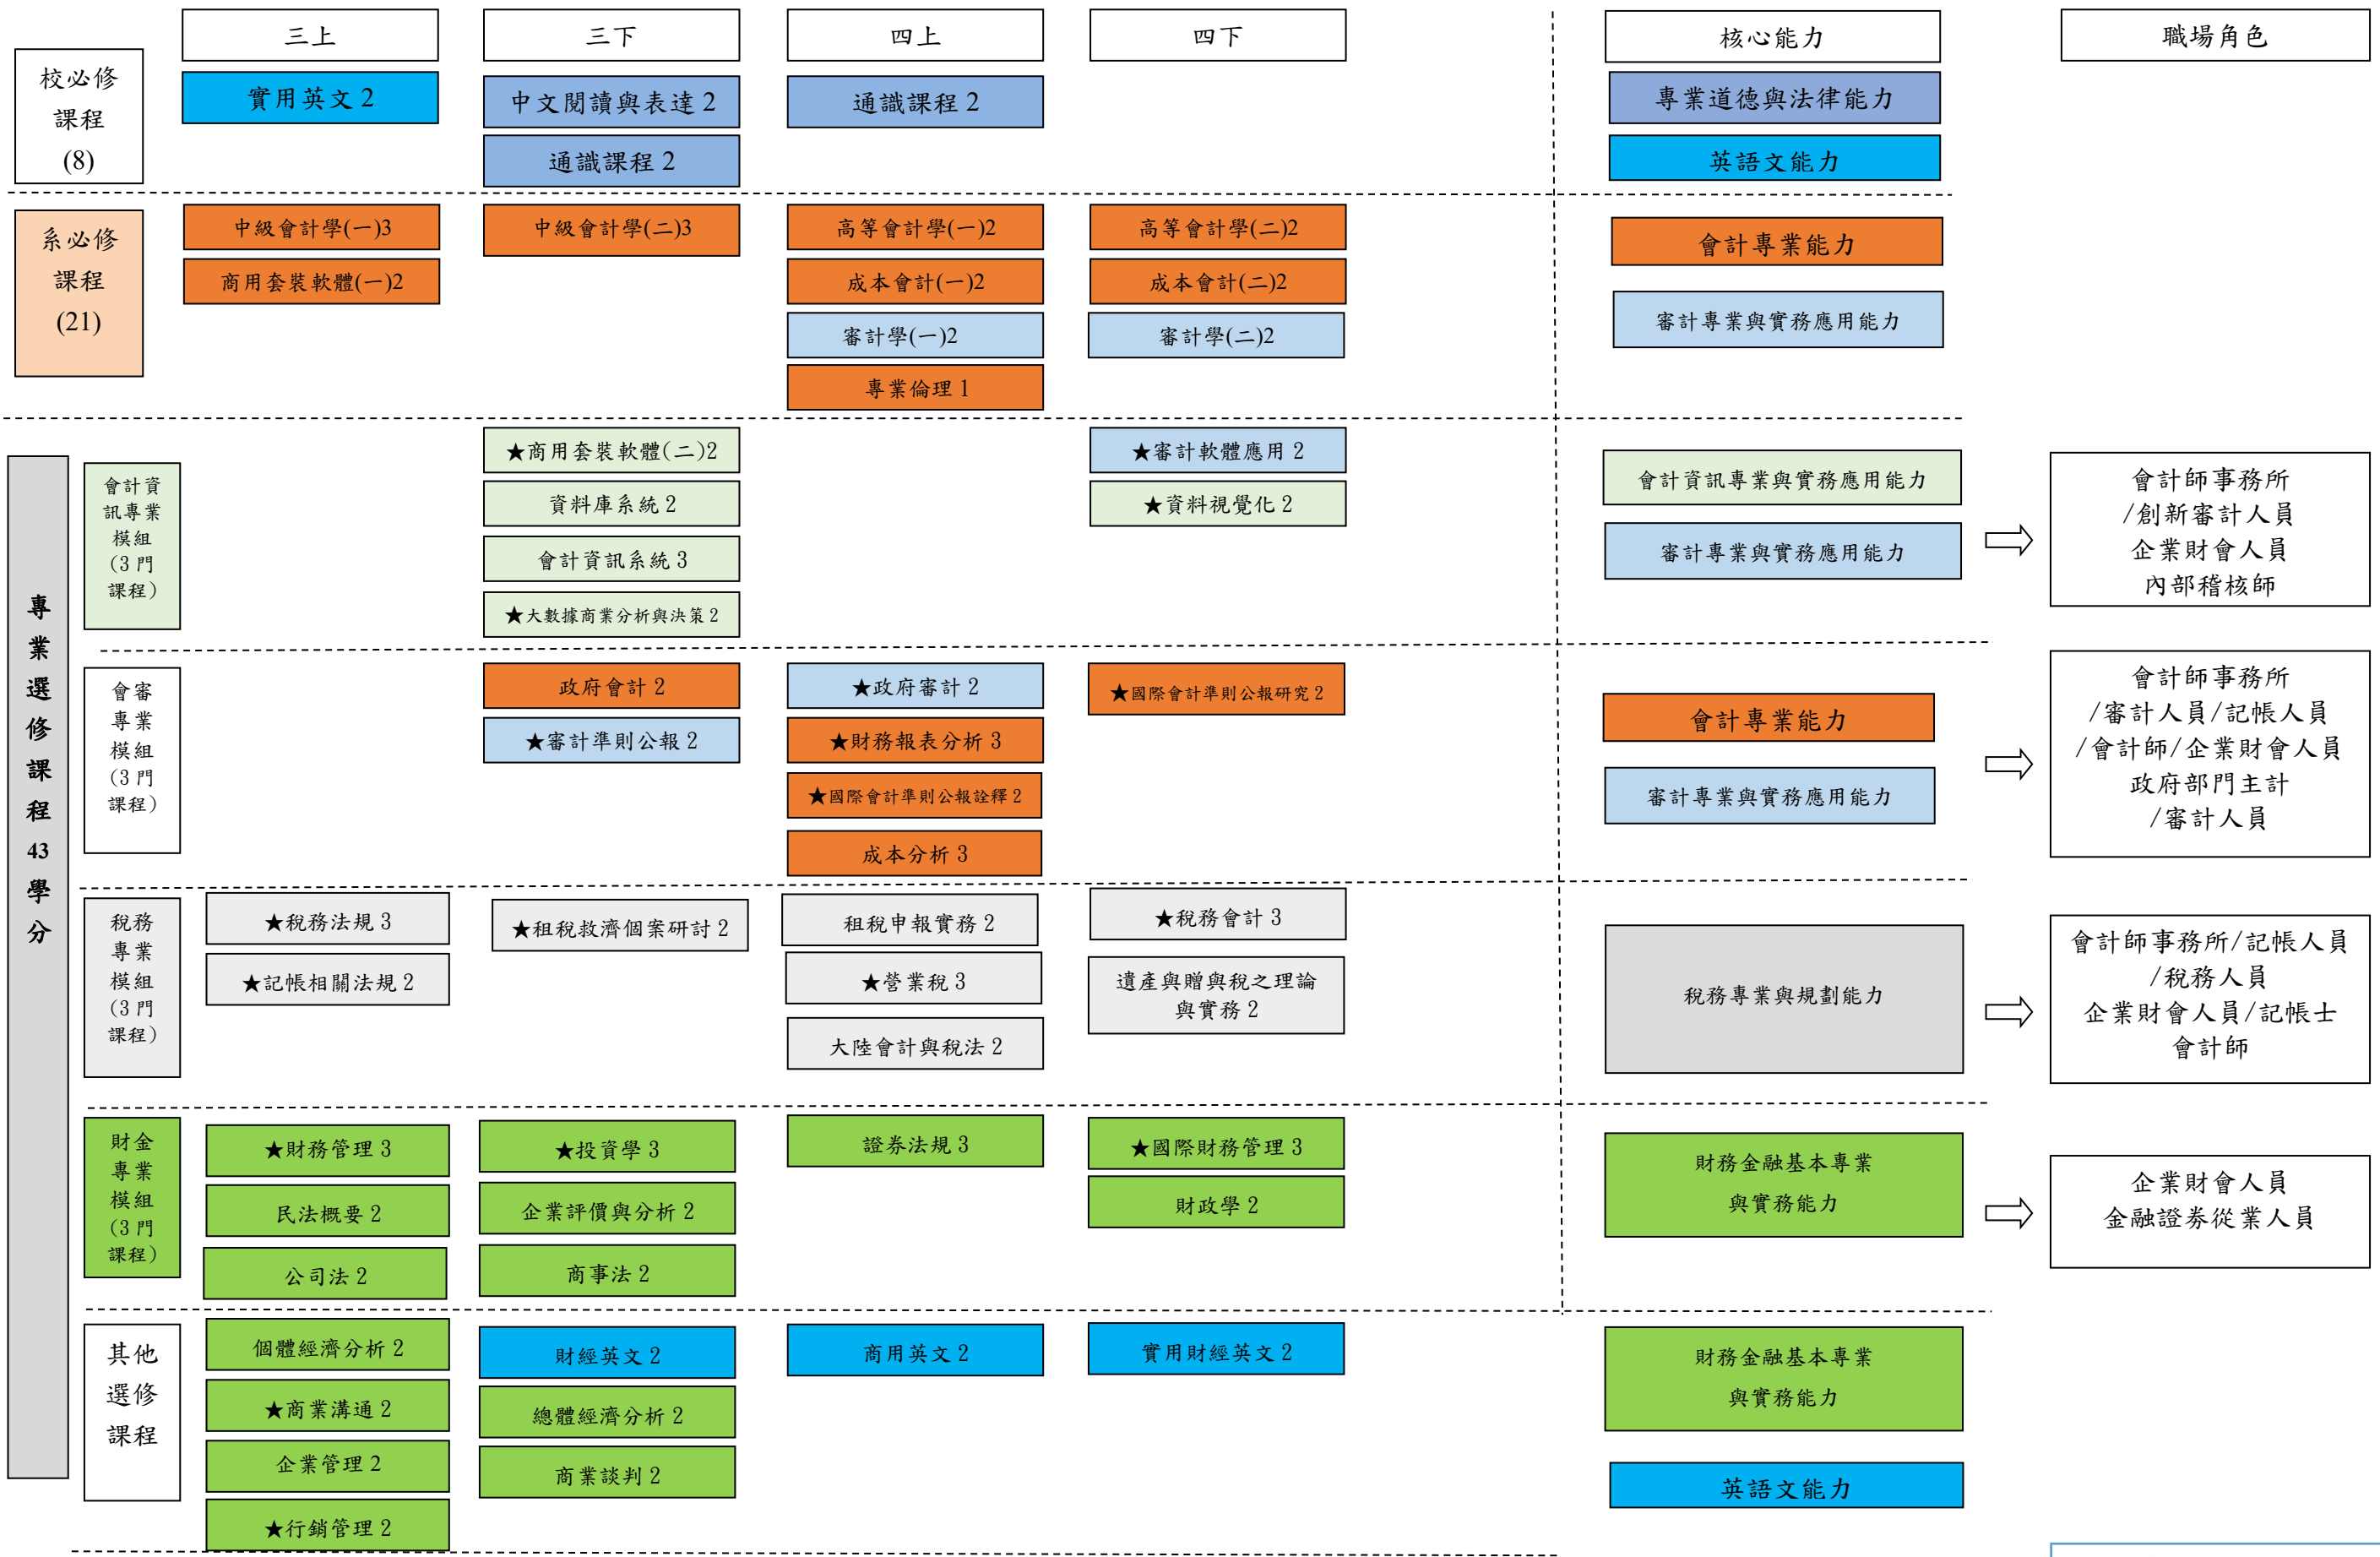 三上
三下
四上
四下
核心能力
職場角色
校必修
課程
(8)
實用英文 2
中文閱讀與表達 2
通識課程 2
通識課程 2
專業道德與法律能力
英語文能力
系必修
課程
(21)
中級會計學(一)3
商用套裝軟體(一)2
中級會計學(二)3
高等會計學(一)2
成本會計(一)2
審計學(一)2
專業倫理 1
高等會計學(二)2
成本會計(二)2
審計學(二)2
會計專業能力
審計專業與實務應用能力
專
業
選
修
課
程
43
學
分
會計資
訊專業
模組
(3 門
課程)
★商用套裝軟體(二)2
資料庫系統 2
會計資訊系統 3
★大數據商業分析與決策 2
★審計軟體應用 2
★資料視覺化 2
會計資訊專業與實務應用能力
審計專業與實務應用能力
會計師事務所
/創新審計人員
企業財會人員
內部稽核師
會審
專業
模組
(3 門
課程)
政府會計 2
★審計準則公報 2
★政府審計 2
★財務報表分析 3
★國際會計準則公報詮釋 2
成本分析 3
★國際會計準則公報研究 2
會計專業能力
審計專業與實務應用能力
會計師事務所
/審計人員/記帳人員
/會計師/企業財會人員
政府部門主計
/審計人員
稅務
專業
模組
(3 門
課程)
★稅務法規 3
★記帳相關法規 2
★租稅救濟個案研討 2
租稅申報實務 2
★營業稅 3
大陸會計與稅法 2
★稅務會計 3
遺產與贈與稅之理論
與實務 2
稅務專業與規劃能力
會計師事務所/記帳人員
/稅務人員
企業財會人員/記帳士
會計師
財金
專業
模組
(3 門
課程)
★財務管理 3
民法概要 2
公司法 2
★投資學 3
企業評價與分析 2
商事法 2
證券法規 3
★國際財務管理 3
財政學 2
財務金融基本專業
與實務能力
企業財會人員
金融證券從業人員
其他
選修
課程
個體經濟分析 2
★商業溝通 2
企業管理 2
★行銷管理 2
財經英文 2
總體經濟分析 2
商業談判 2
商用英文 2
實用財經英文 2
財務金融基本專業
與實務能力
英語文能力